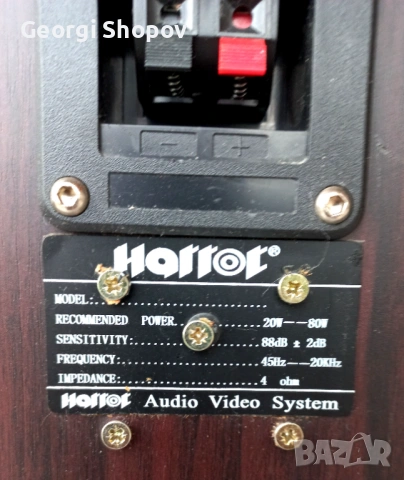 Georgi Shopov
- +
Harror®
MODEL:
RECOMMENDED POWER. 20W--80W
SENSITIVITY: 88dB ± 2dB
FREQUENCY: 45Hz--20KHz
IMPEDANCE: 4 ohm
Harror Audio Video System
BAZAR